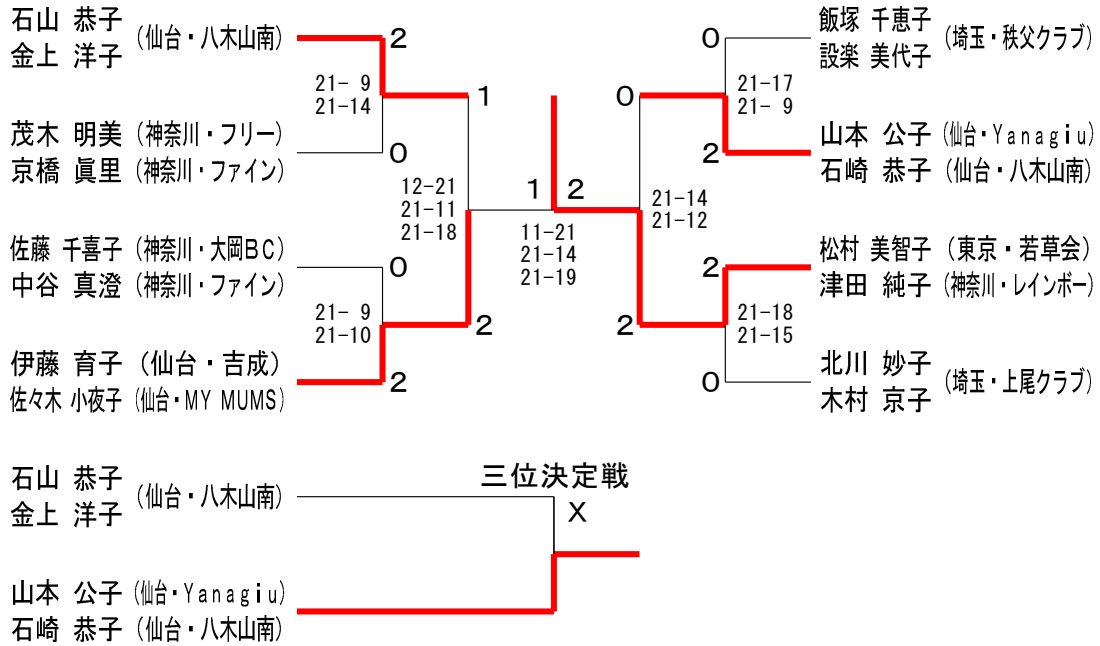 石山 恭子
金上 洋子
(仙台・八木山南)
2
21- 9
21-14
1
茂木 明美 (神奈川・フリー)
京橋 眞里 (神奈川・ファイン)
0
12-21
21-11
21-18
佐藤 千喜子 (神奈川・大岡BC)
中谷 真澄 (神奈川・ファイン)
0
21- 9
21-10
2
伊藤 育子 (仙台・吉成)
佐々木 小夜子 (仙台・MY MUMS)
2
1 2
11-21
21-14
21-19
0
飯塚 千恵子
設楽 美代子
(埼玉・秩父クラブ)
21-17
21- 9
0
山本 公子 (仙台・Yanagiu)
石崎 恭子 (仙台・八木山南)
2
21-14
21-12
松村 美智子 (東京・若草会)
津田 純子 (神奈川・レインボー)
2
21-18
21-15
2
北川 妙子
木村 京子
(埼玉・上尾クラブ)
0
三位決定戦
石山 恭子
金上 洋子
(仙台・八木山南)
X
山本 公子 (仙台・Yanagiu)
石崎 恭子 (仙台・八木山南)